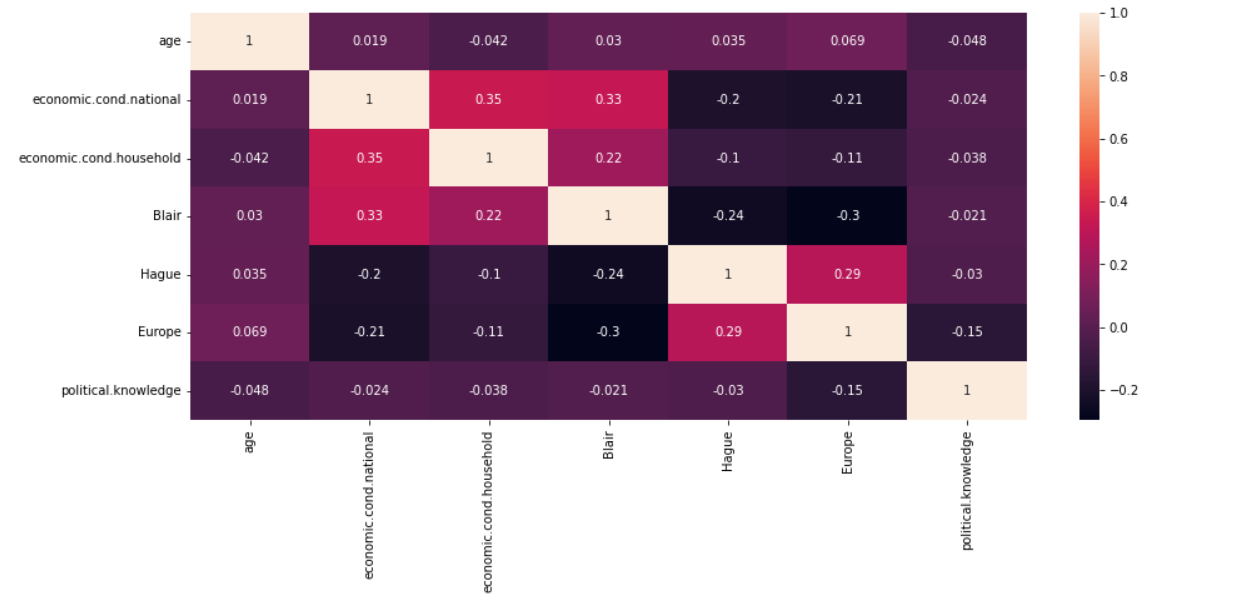 age 1 0.019 -0.042 0.03 0.035 0.069 -0.048
economic.cond.national 0.019 1 0.35 0.33 -0.2 -0.21 -0.024
economic.cond.household -0.042 0.35 1 0.22 -0.1 -0.11 -0.038
Blair 0.03 0.33 0.22 1 -0.24 -0.3 -0.021
Hague 0.035 -0.2 -0.1 -0.24 1 0.29 -0.03
Europe 0.069 -0.21 -0.11 -0.3 0.29 1 -0.15
political.knowledge -0.048 -0.024 -0.038 -0.021 -0.03 -0.15 1
age
economic.cond.national
economic.cond.household
Blair
Hague
Europe
political.knowledge
1.0
0.8
0.6
0.4
0.2
0.0
−0.2